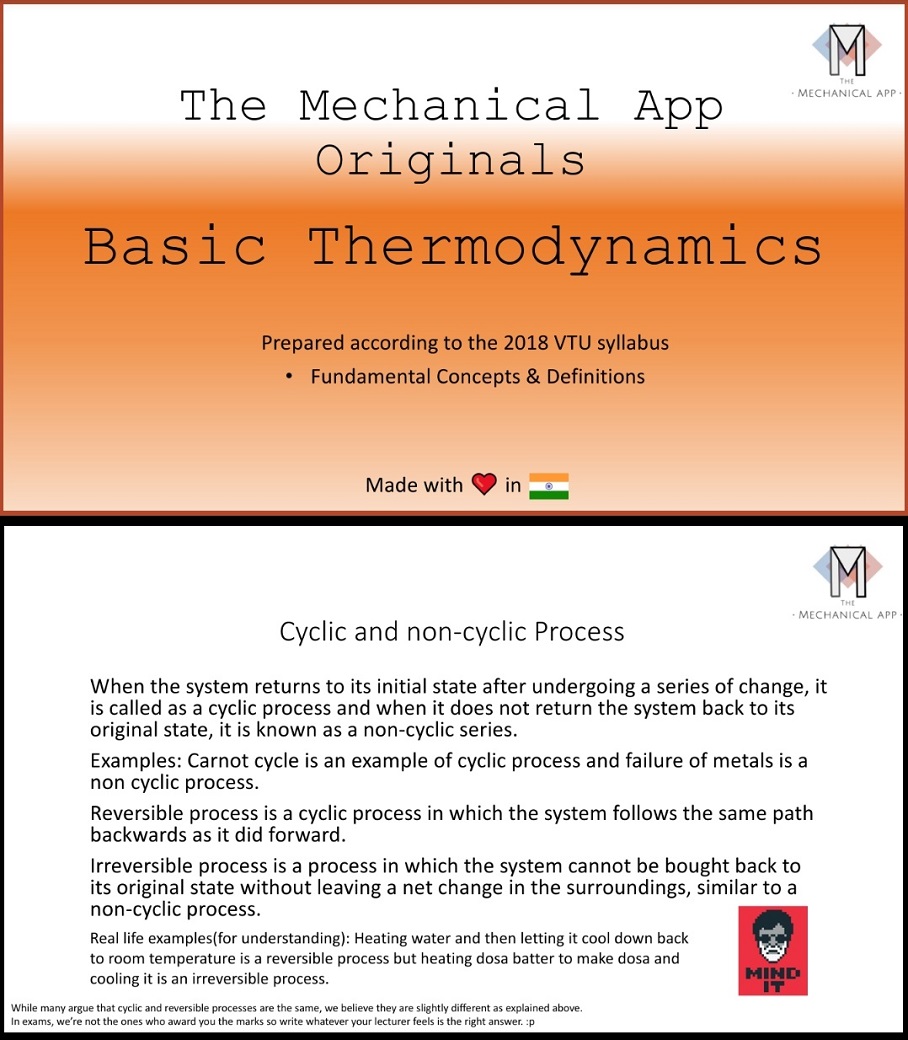 THE
· MECHANICAL APP ·
The Mechanical App
Originals
Basic Thermodynamics
Prepared according to the 2018 VTU syllabus
• Fundamental Concepts & Definitions
Made with ❤ in 🇮🇳
THE
· MECHANICAL APP ·
Cyclic and non-cyclic Process
When the system returns to its initial state after undergoing a series of change, it
is called as a cyclic process and when it does not return the system back to its
original state, it is known as a non-cyclic series.
Examples: Carnot cycle is an example of cyclic process and failure of metals is a
non cyclic process.
Reversible process is a cyclic process in which the system follows the same path
backwards as it did forward.
Irreversible process is a process in which the system cannot be bought back to
its original state without leaving a net change in the surroundings, similar to a
non-cyclic process.
Real life examples(for understanding): Heating water and then letting it cool down back
to room temperature is a reversible process but heating dosa batter to make dosa and
cooling it is an irreversible process.
MIND
IT
While many argue that cyclic and reversible processes are the same, we believe they are slightly different as explained above.
In exams, we're not the ones who award you the marks so write whatever your lecturer feels is the right answer. :p